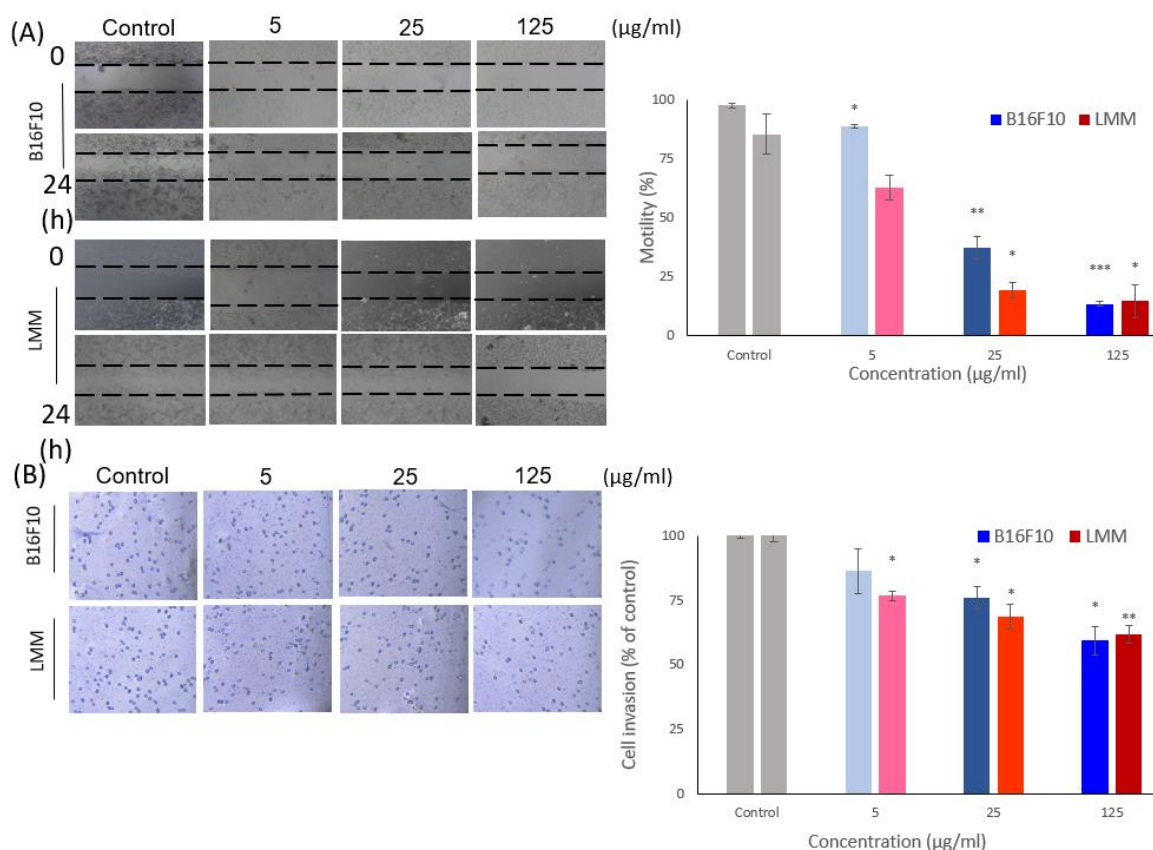 (A)
Control 5 25 125 (µg/ml)
0
B16F10
24
(h)
0
LMM
24
(h)
100
75
50
25
0
Motility (%)
B16F10 LMM
*
**
*
***
*
Control 5 25 125
Concentration (µg/ml)
(B)
Control 5 25 125 (µg/ml)
B16F10
LMM
100
75
50
25
0
Cell invasion (% of control)
B16F10 LMM
*
*
*
*
**
Control 5 25 125
Concentration (µg/ml)